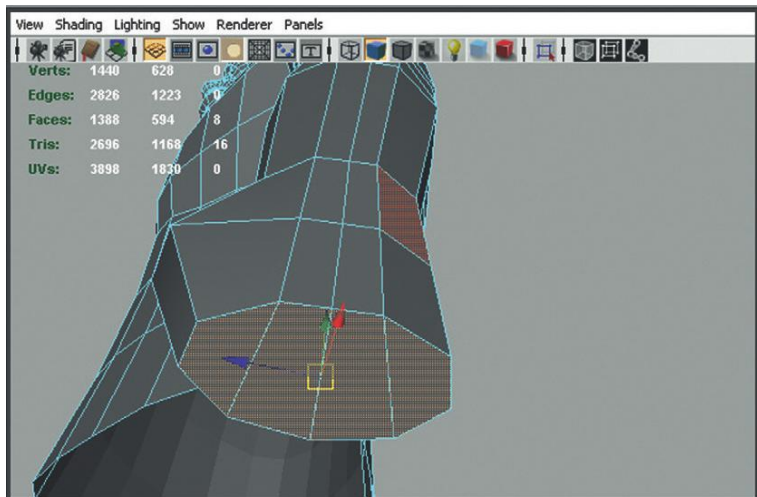 View Shading Lighting Show Renderer Panels
Verts: 1440 628 0
Edges: 2826 1223 0
Faces: 1388 594 8
Tris: 2696 1168 16
UVs: 3898 1830 0